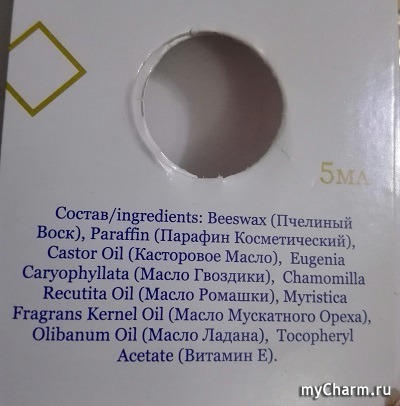 5мл
Состав/ingredients: Beeswax (Пчелиный
Воск), Paraffin (Парафин Косметический),
Castor Oil (Касторовое Масло), Eugenia
Caryophyllata (Масло Гвоздики), Chamomilla
Recutita Oil (Масло Ромашки), Myristica
Fragrans Kernel Oil (Масло Мускатного Ореха),
Olibanum Oil (Масло Ладана), Tocopheryl
Acetate (Витамин Е).
myCharm.ru